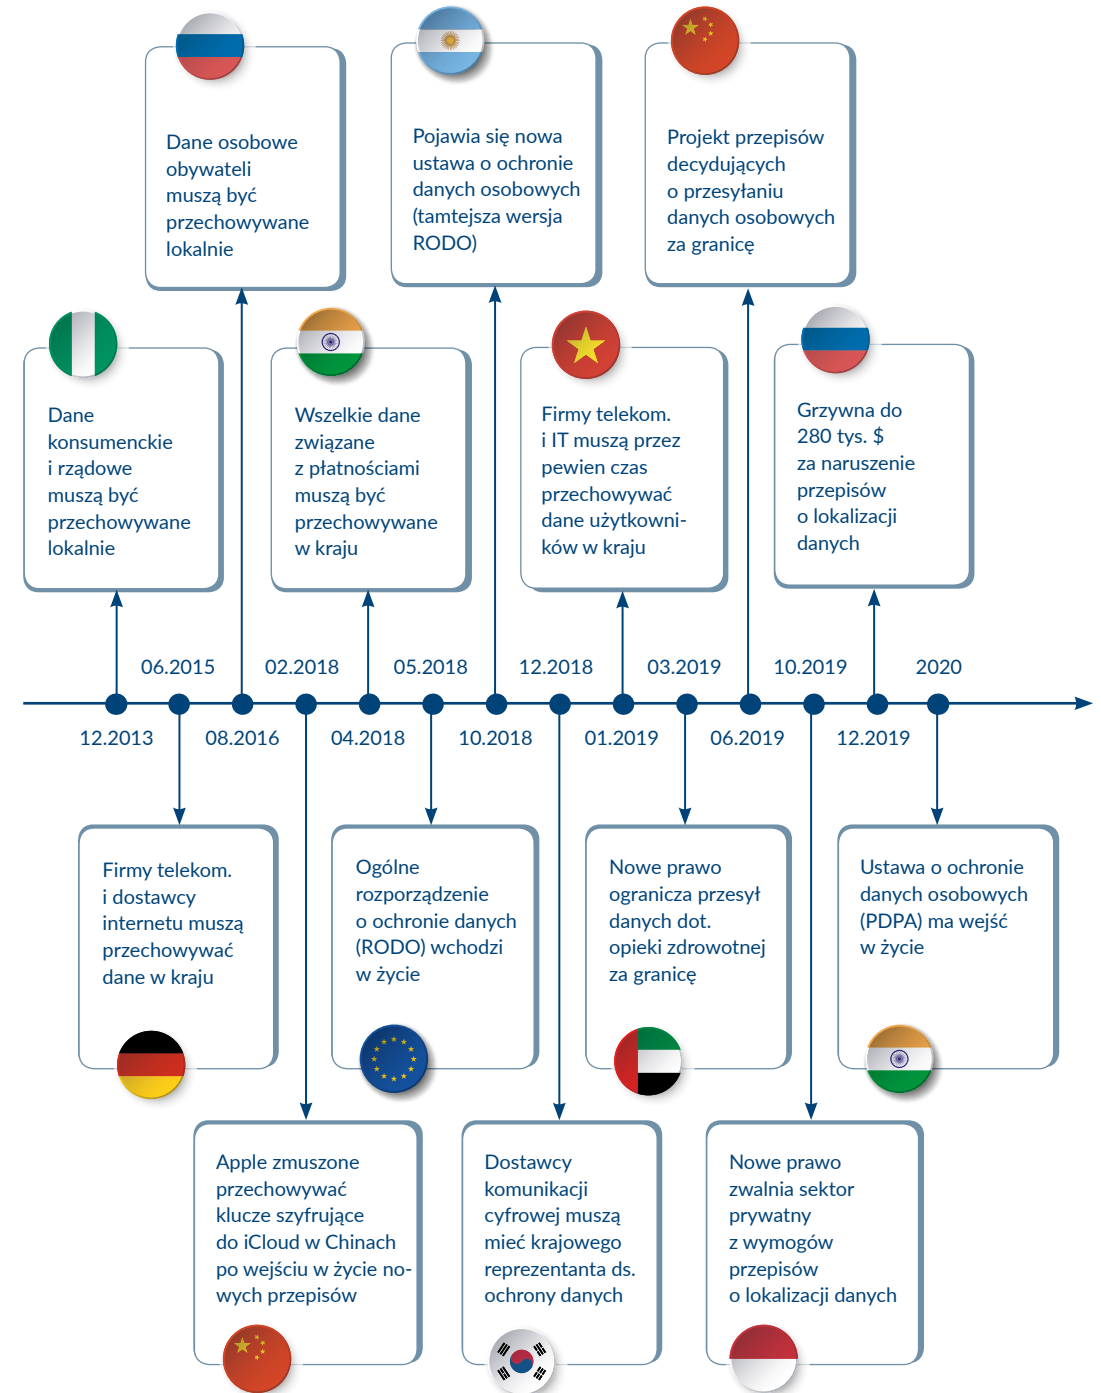 Dane osobowe
obywateli
muszą być
przechowywane
lokalnie
Pojawia się nowa
ustawa o ochronie
danych osobowych
(tamtejsza wersja
RODO)
Projekt przepisów
decydujących
o przesyłaniu
danych osobowych
za granicę
Dane
konsumenckie
i rządowe
muszą być
przechowywane
lokalnie
Wszelkie dane
związane
z płatnościami
muszą być
przechowywane
w kraju
Firmy telekom.
i IT muszą przez
pewien czas
przechowywać
dane użytkowni-
ków w kraju
Grzywna do
280 tys. $
za naruszenie
przepisów
o lokalizacji
danych
06.2015 02.2018 05.2018 12.2018 03.2019 10.2019 2020
12.2013 08.2016 04.2018 10.2018 01.2019 06.2019 12.2019
Firmy telekom.
i dostawcy
internetu muszą
przechowywać
dane w kraju
Ogólne
rozporządzenie
o ochronie danych
(RODO) wchodzi
w życie
Nowe prawo
ogranicza przesył
danych dot.
opieki zdrowotnej
za granicę
Ustawa o ochronie
danych osobowych
(PDPA) ma wejść
w życie
Apple zmuszone
przechowywać
klucze szyfrujące
do iCloud w Chinach
po wejściu w życie no-
wych przepisów
Dostawcy
komunikacji
cyfrowej muszą
mieć krajowego
reprezentanta ds.
ochrony danych
Nowe prawo
zwalnia sektor
prywatny
z wymogów
przepisów
o lokalizacji danych